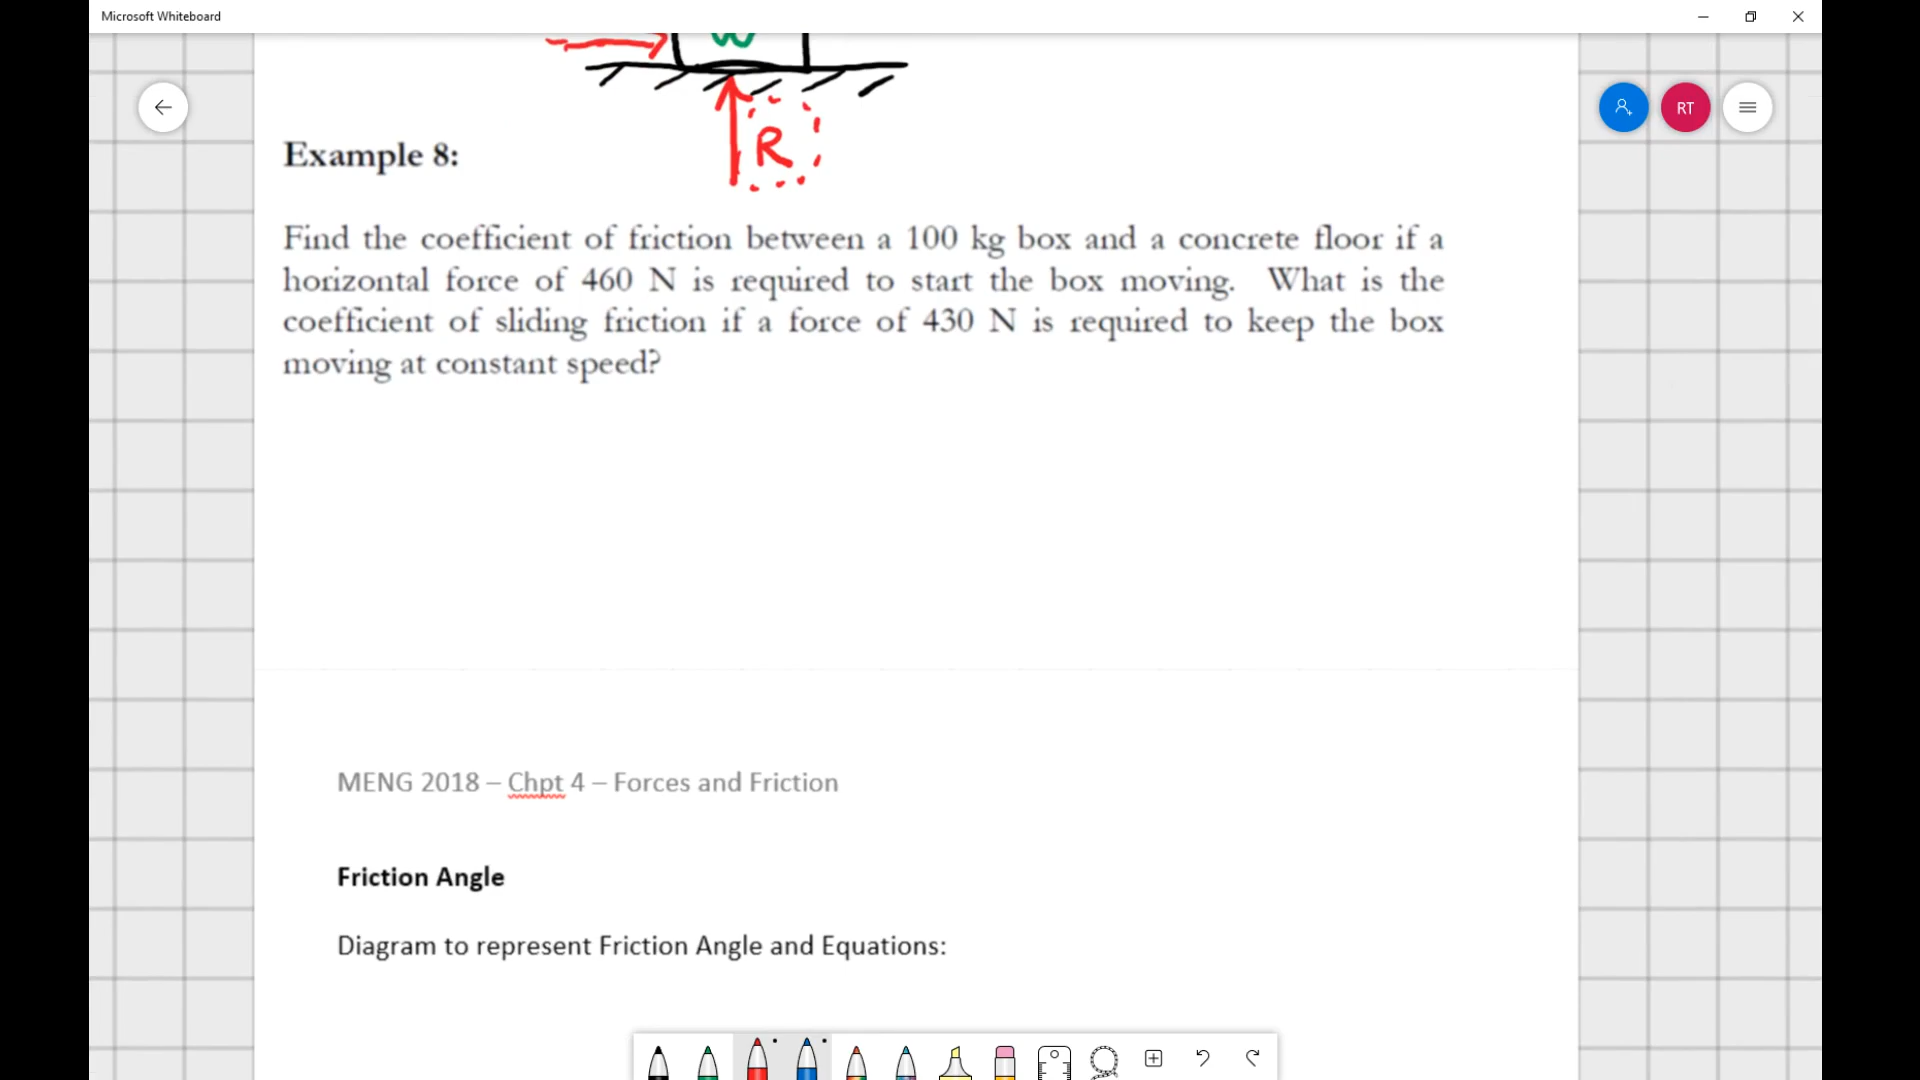 Microsoft Whiteboard
W
R
RT
Example 8:
Find the coefficient of friction between a 100 kg box and a concrete floor if a
horizontal force of 460 N is required to start the box moving. What is the
coefficient of sliding friction if a force of 430 N is required to keep the box
moving at constant speed?
MENG 2018 – Chpt 4 – Forces and Friction
Friction Angle
Diagram to represent Friction Angle and Equations: